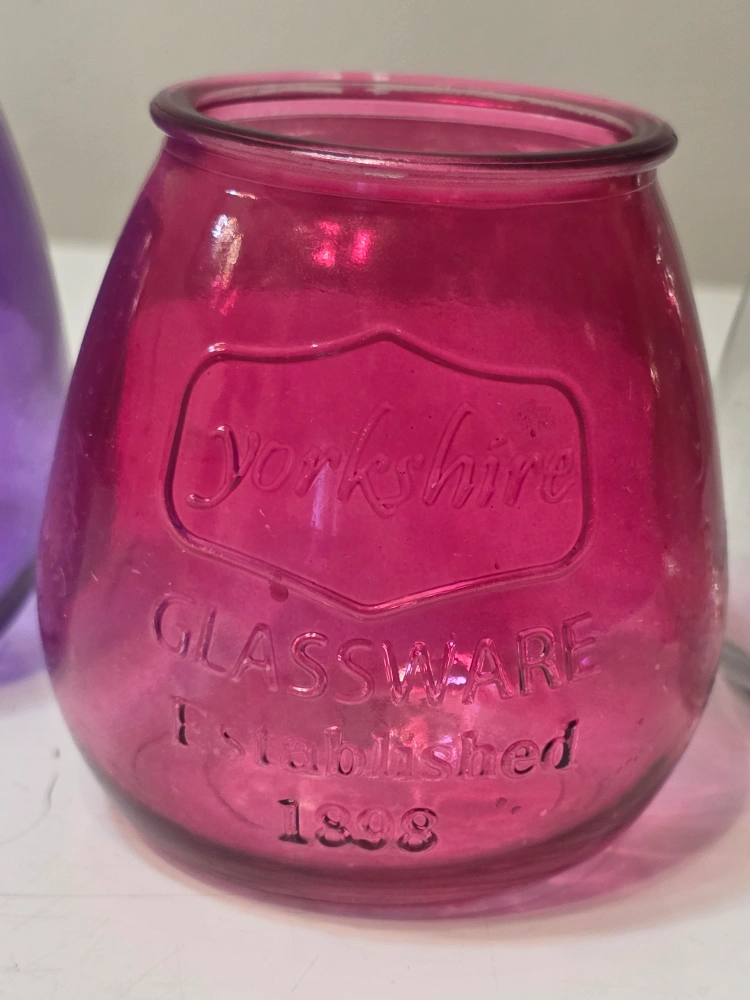 yorkshire
GLASSWARE
Established
1898